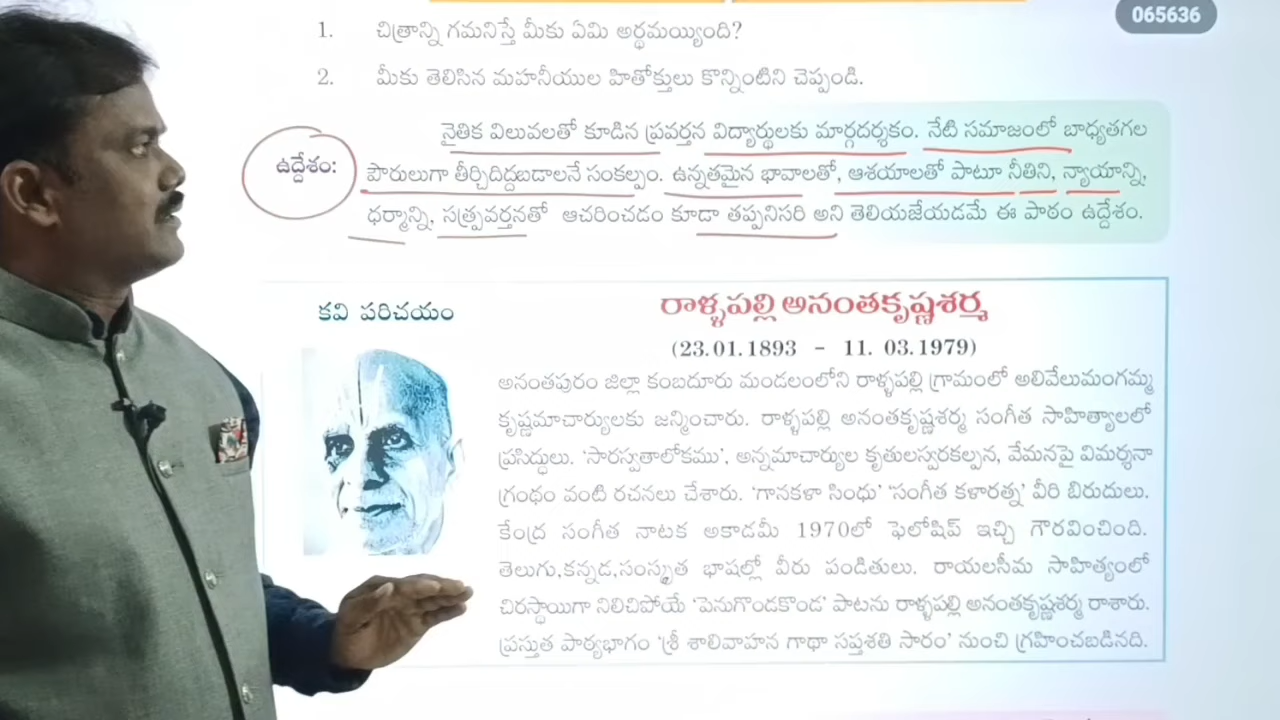 065636
1. చిత్రాన్ని గమనిస్తే మీకు ఏమి అర్థమయ్యింది?
2. మీకు తెలిసిన మహనీయుల హితోక్తులు కొన్నింటిని చెప్పండి.
నైతిక విలువలతో కూడిన ప్రవర్తన విద్యార్థులకు మార్గదర్శకం. నేటి సమాజంలో బాధ్యతగల
ఉద్దేశం: పౌరులుగా తీర్చిదిద్దబడాలనే సంకల్పం. ఉన్నతమైన భావాలతో, ఆశయాలతో పాటూ నీతిని, న్యాయాన్ని,
ధర్మాన్ని, సత్ప్రవర్తనతో ఆచరించడం కూడా తప్పనిసరి అని తెలియజేయడమే ఈ పాఠం ఉద్దేశం.
కవి పరిచయం
రాళ్ళపల్లి అనంతకృష్ణశర్మ
(23.01.1893 - 11. 03.1979)
అనంతపురం జిల్లా కంబదూరు మండలంలోని రాళ్ళపల్లి గ్రామంలో అలివేలుమంగమ్మ
కృష్ణమాచార్యులకు జన్మించారు. రాళ్ళపల్లి అనంతకృష్ణశర్మ సంగీత సాహిత్యాలలో
ప్రసిద్ధులు. 'సారస్వతాలోకము', అన్నమాచార్యుల కృతులస్వరకల్పన, వేమనపై విమర్శనా
గ్రంథం వంటి రచనలు చేశారు. 'గానకళా సింధు' 'సంగీత కళారత్న' వీరి బిరుదులు.
కేంద్ర సంగీత నాటక అకాడమీ 1970లో ఫెలోషిప్ ఇచ్చి గౌరవించింది.
తెలుగు,కన్నడ,సంస్కృత భాషల్లో వీరు పండితులు. రాయలసీమ సాహిత్యంలో
చిరస్థాయిగా నిలిచిపోయే 'పెనుగొండకొండ' పాటను రాళ్ళపల్లి అనంతకృష్ణశర్మ రాశారు.
ప్రస్తుత పాఠ్యభాగం 'శ్రీ శాలివాహన గాథా సప్తశతి సారం' నుంచి గ్రహించబడినది.